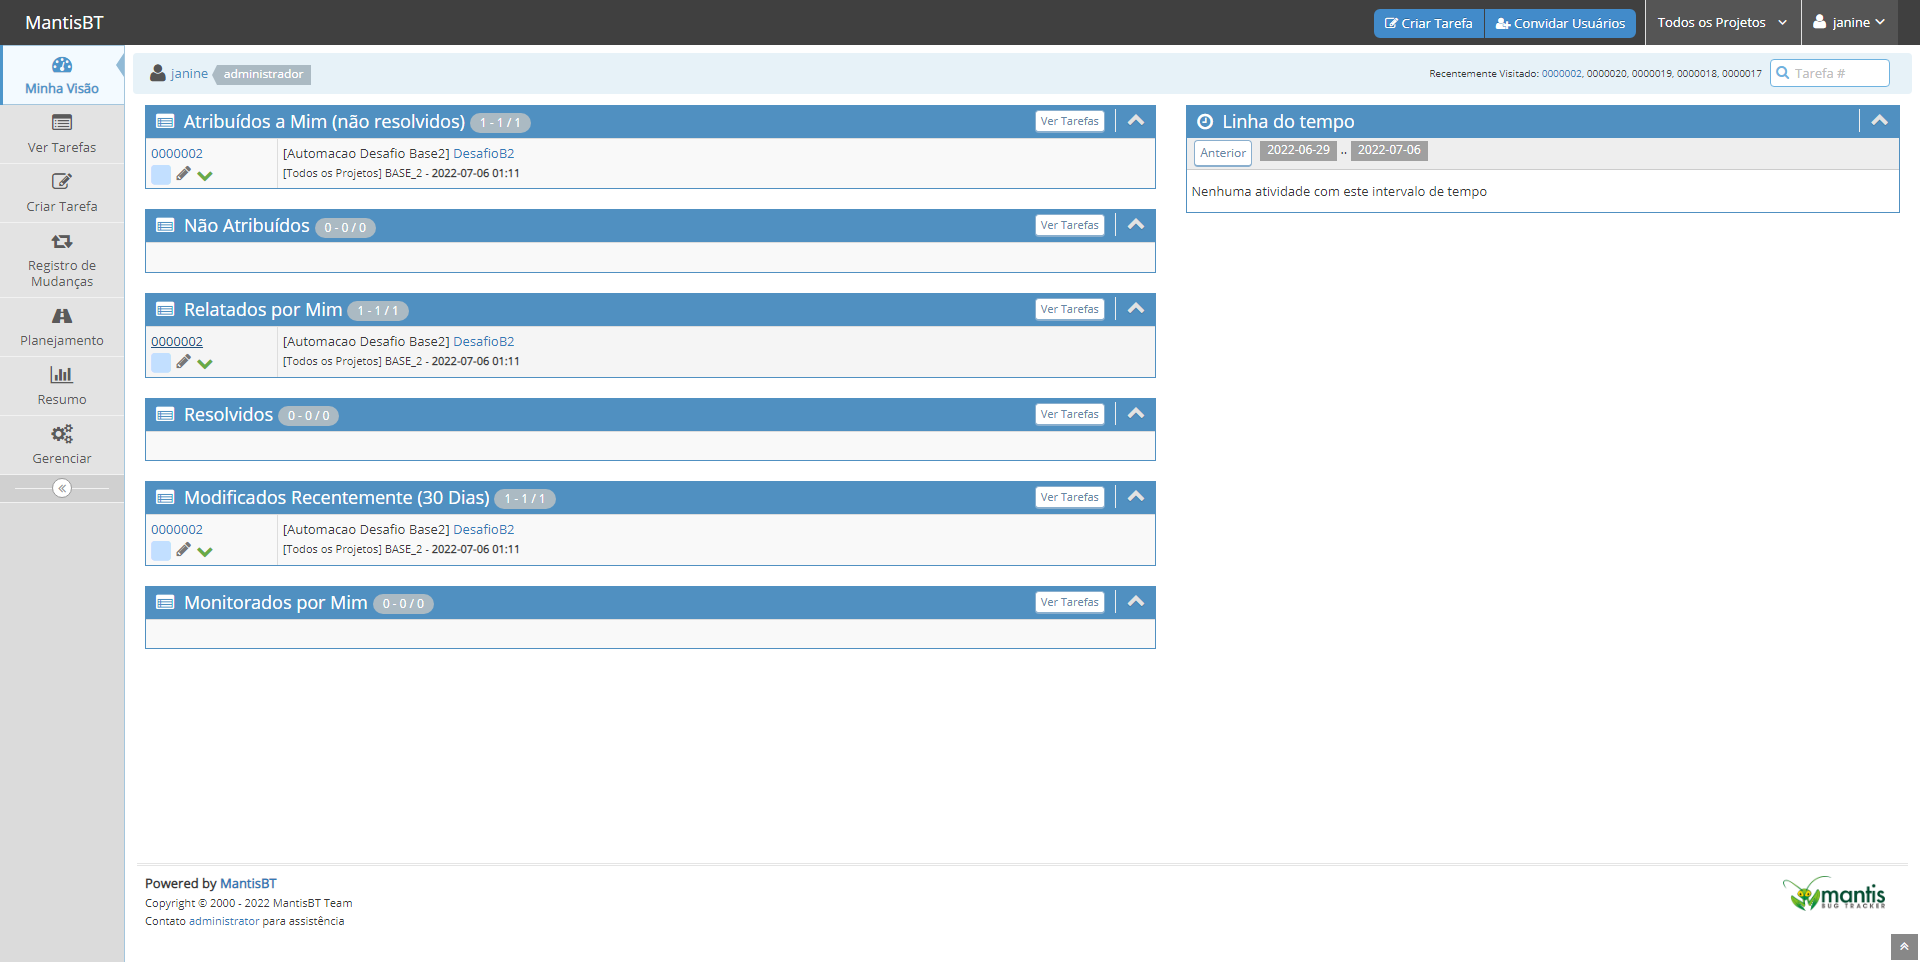 MantisBT
Criar Tarefa
Convidar Usuários
Todos os Projetos
janine
Minha Visão
Ver Tarefas
Criar Tarefa
Registro de
Mudanças
Planejamento
Resumo
Gerenciar
janine administrador
Recentemente Visitado: 0000002, 0000020, 0000019, 0000018, 0000017
Tarefa #
Atribuídos a Mim (não resolvidos) 1 - 1 / 1
Ver Tarefas
0000002
[Automacao Desafio Base2] DesafioB2
[Todos os Projetos] BASE_2 - 2022-07-06 01:11
Não Atribuídos 0 - 0 / 0
Ver Tarefas
Relatados por Mim 1 - 1 / 1
Ver Tarefas
0000002
[Automacao Desafio Base2] DesafioB2
[Todos os Projetos] BASE_2 - 2022-07-06 01:11
Resolvidos 0 - 0 / 0
Ver Tarefas
Modificados Recentemente (30 Dias) 1 - 1 / 1
Ver Tarefas
0000002
[Automacao Desafio Base2] DesafioB2
[Todos os Projetos] BASE_2 - 2022-07-06 01:11
Monitorados por Mim 0 - 0 / 0
Ver Tarefas
Linha do tempo
Anterior 2022-06-29 .. 2022-07-06
Nenhuma atividade com este intervalo de tempo
Powered by MantisBT
Copyright © 2000 - 2022 MantisBT Team
Contato administrator para assistência
mantis
BUG TRACKER